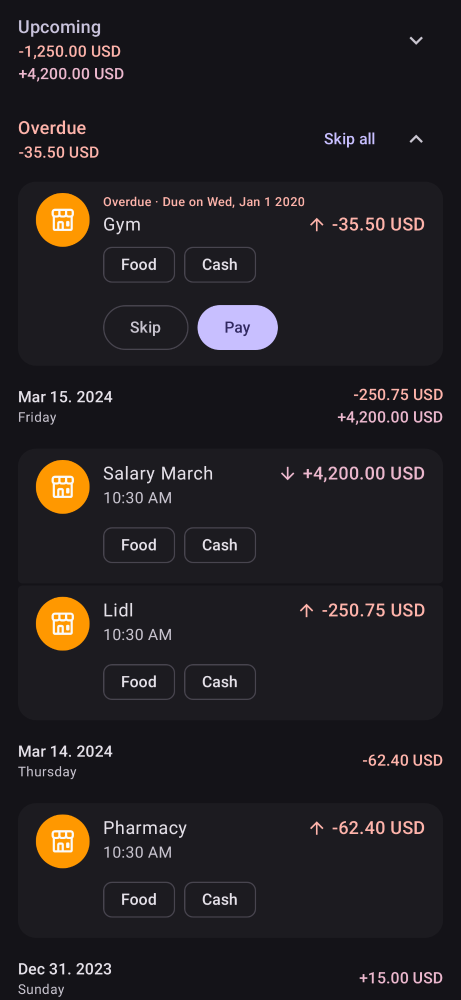 Upcoming
-1,250.00 USD
+4,200.00 USD
Overdue
-35.50 USD
Skip all
Overdue · Due on Wed, Jan 1 2020
Gym
-35.50 USD
Food
Cash
Skip
Pay
Mar 15. 2024
Friday
-250.75 USD
+4,200.00 USD
Salary March
+4,200.00 USD
10:30 AM
Food
Cash
Lidl
-250.75 USD
10:30 AM
Food
Cash
Mar 14. 2024
Thursday
-62.40 USD
Pharmacy
-62.40 USD
10:30 AM
Food
Cash
Dec 31. 2023
Sunday
+15.00 USD